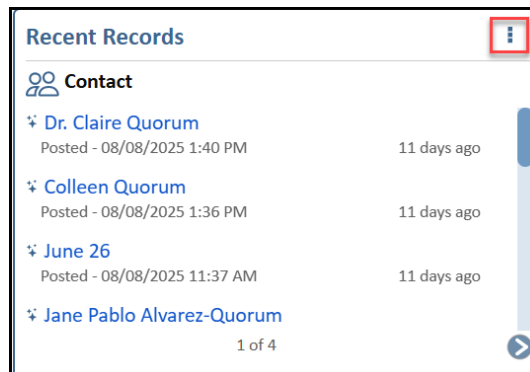 Recent Records
Contact
Dr. Claire Quorum
Posted - 08/08/2025 1:40 PM 11 days ago
Colleen Quorum
Posted - 08/08/2025 1:36 PM 11 days ago
June 26
Posted - 08/08/2025 11:37 AM 11 days ago
Jane Pablo Alvarez-Quorum
1 of 4